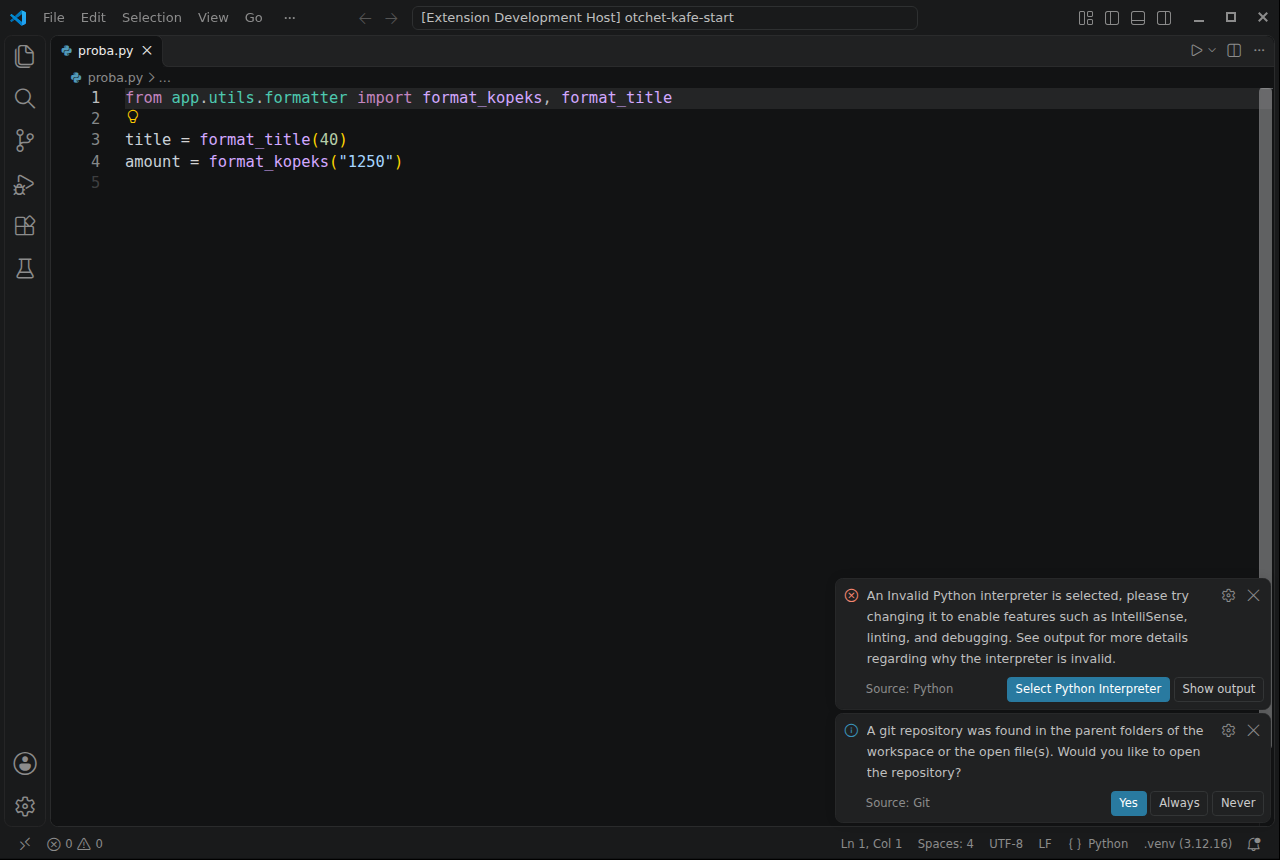 File Edit Selection View Go ···
[Extension Development Host] otchet-kafe-start
proba.py
proba.py > ...
1 from app.utils.formatter import format_kopeks, format_title
2
3 title = format_title(40)
4 amount = format_kopeks("1250")
5
An Invalid Python interpreter is selected, please try
changing it to enable features such as IntelliSense,
linting, and debugging. See output for more details
regarding why the interpreter is invalid.
Source: Python
Select Python Interpreter
Show output
A git repository was found in the parent folders of the
workspace or the open file(s). Would you like to open
the repository?
Source: Git
Yes
Always
Never
0 0
Ln 1, Col 1 Spaces: 4 UTF-8 LF { } Python .venv (3.12.16)